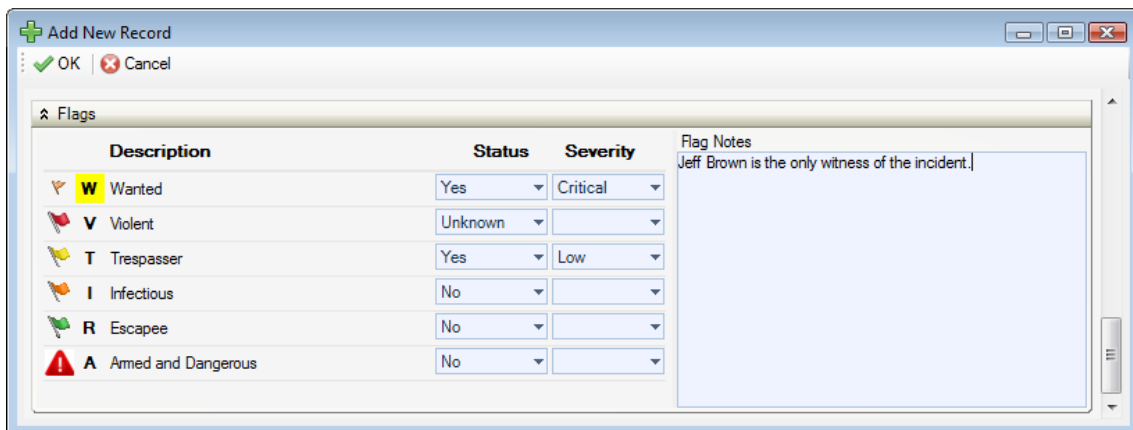 Add New Record
OK Cancel
Flags
Description Status Severity
W Wanted Yes Critical
V Violent Unknown
T Trespasser Yes Low
I Infectious No
R Escapee No
A Armed and Dangerous No
Flag Notes
Jeff Brown is the only witness of the incident.